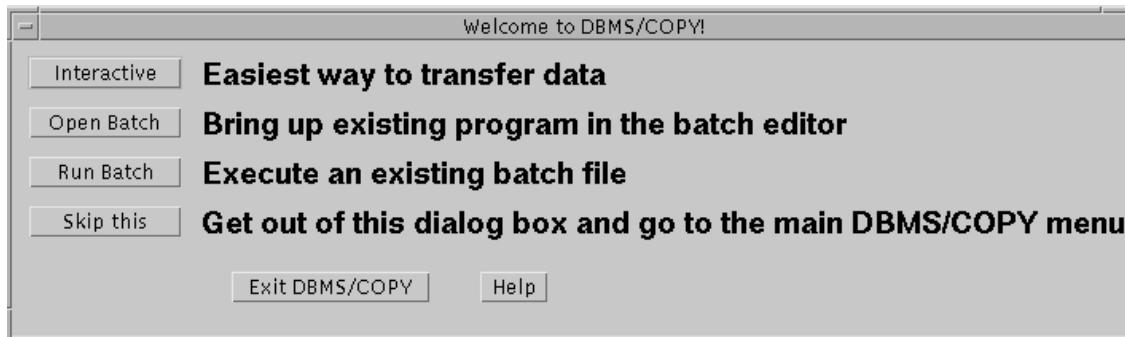 Welcome to DBMS/COPY!
Interactive Easiest way to transfer data
Open Batch Bring up existing program in the batch editor
Run Batch Execute an existing batch file
Skip this Get out of this dialog box and go to the main DBMS/COPY menu
Exit DBMS/COPY Help